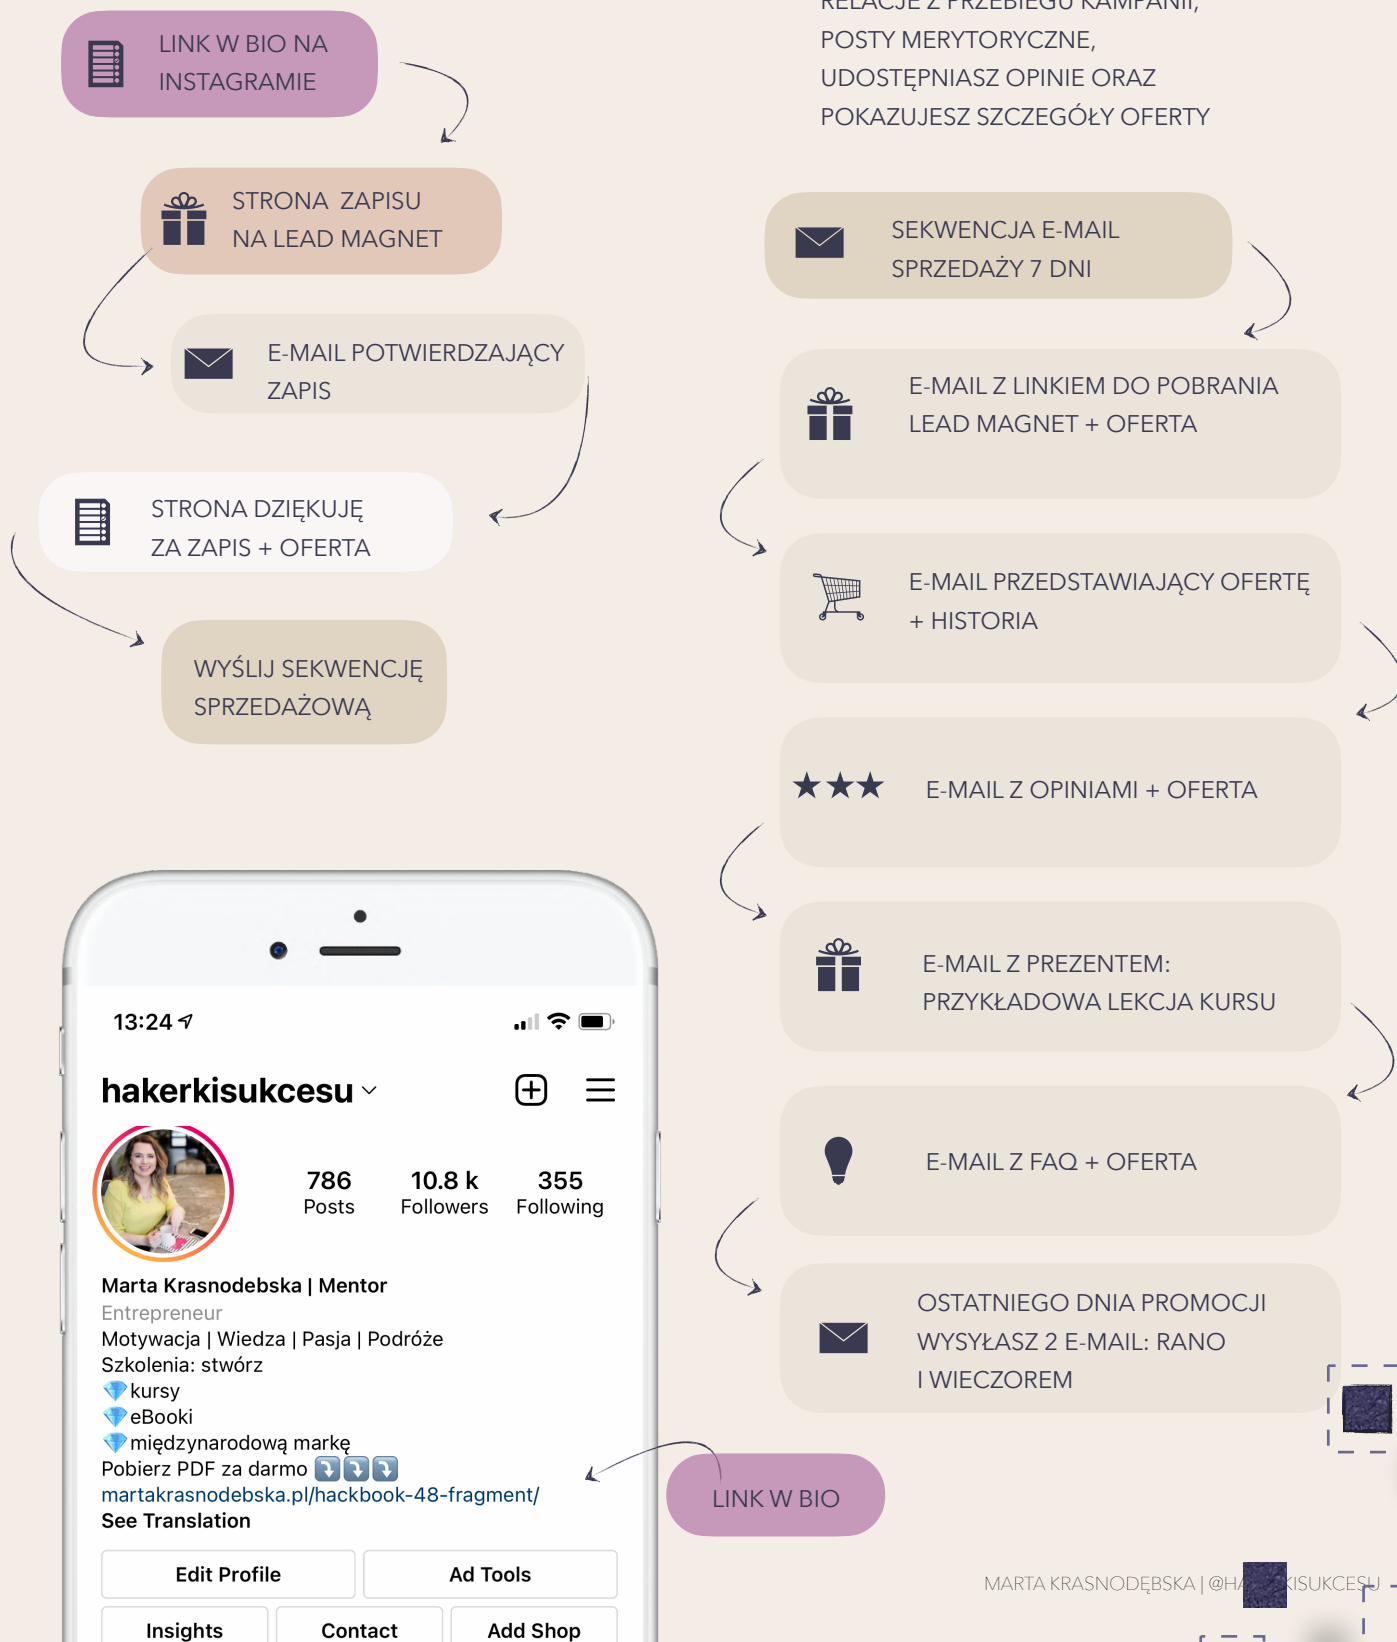 LINK W BIO NA
INSTAGRAMIE
STRONA ZAPISU
NA LEAD MAGNET
E-MAIL POTWIERDZAJĄCY
ZAPIS
STRONA DZIĘKUJĘ
ZA ZAPIS + OFERTA
WYŚLIJ SEKWENCJĘ
SPRZEDAŻOWĄ
RELACJE Z PRZEBIEGU KAMPANII,
POSTY MERYTORYCZNE,
UDOSTĘPNIASZ OPINIE ORAZ
POKAZUJESZ SZCZEGÓŁY OFERTY
SEKWENCJA E-MAIL
SPRZEDAŻY 7 DNI
E-MAIL Z LINKIEM DO POBRANIA
LEAD MAGNET + OFERTA
E-MAIL PRZEDSTAWIAJĄCY OFERTĘ
+ HISTORIA
E-MAIL Z OPINIAMI + OFERTA
E-MAIL Z PREZENTEM:
PRZYKŁADOWA LEKCJA KURSU
E-MAIL Z FAQ + OFERTA
OSTATNIEGO DNIA PROMOCJI
WYSYŁASZ 2 E-MAIL: RANO
I WIECZOREM
13:24
hakerkisukcesu
786 10.8 k 355
Posts Followers Following
Marta Krasnodebska | Mentor
Entrepreneur
Motywacja | Wiedza | Pasja | Podróże
Szkolenia: stwórz
💎kursy
💎eBooki
💎międzynarodową markę
Pobierz PDF za darmo ⤵️⤵️⤵️
martakrasnodebska.pl/hackbook-48-fragment/
See Translation
Edit Profile Ad Tools
Insights Contact Add Shop
LINK W BIO
MARTA KRASNODĘBSKA |